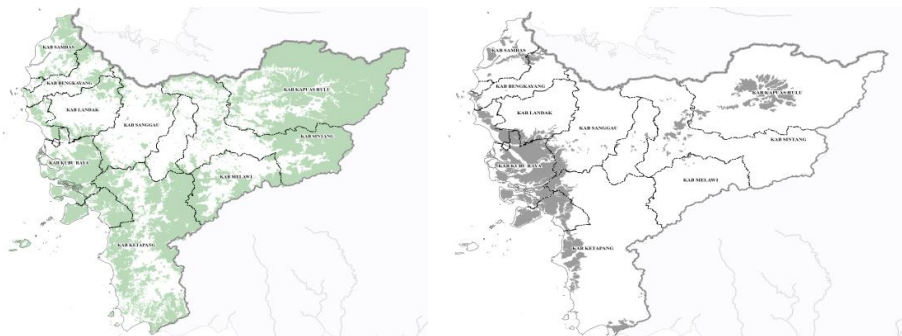 KAB SAMBAS
KAB BENGKAYANG
KAB LANDAK
KAB SANGGAU
KAB KAPUAS HULU
KAB SINTANG
KAB KUBU RAYA
KAB MELAWI
KAB KETAPANG
KAB SAMBAS
KAB BENGKAYANG
KAB LANDAK
KAB SANGGAU
KAB KAPUAS HULU
KAB SINTANG
KAB KUBU RAYA
KAB MELAWI
KAB KETAPANG